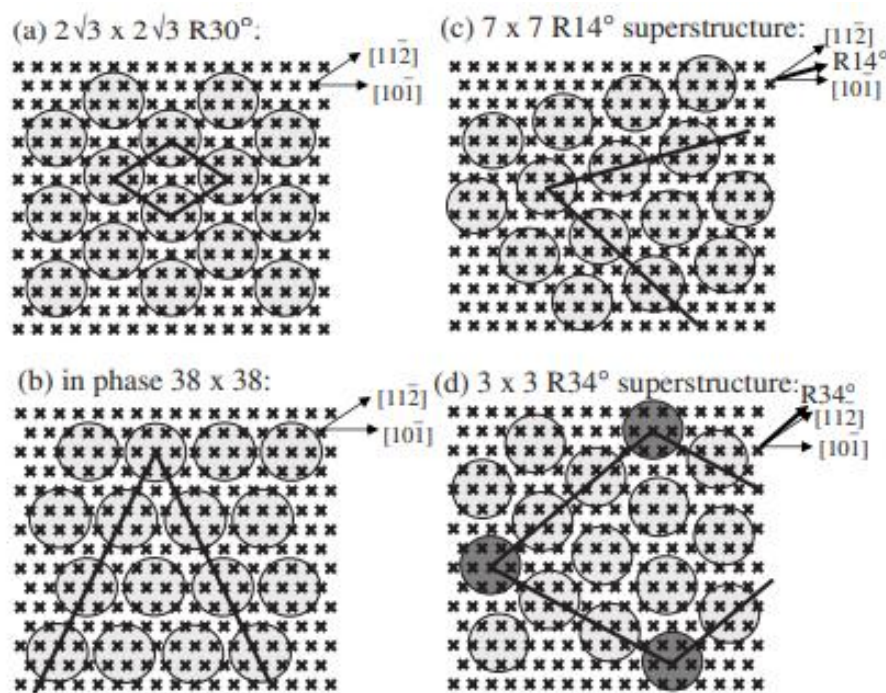 (a) 2√3 x 2√3 R30°:
[112̄]
[101̄]
(c) 7 x 7 R14° superstructure:
[112̄]
R14°
[101̄]
(b) in phase 38 x 38:
[112̄]
[101̄]
(d) 3 x 3 R34° superstructure:
R34°
[112]
[101̄]